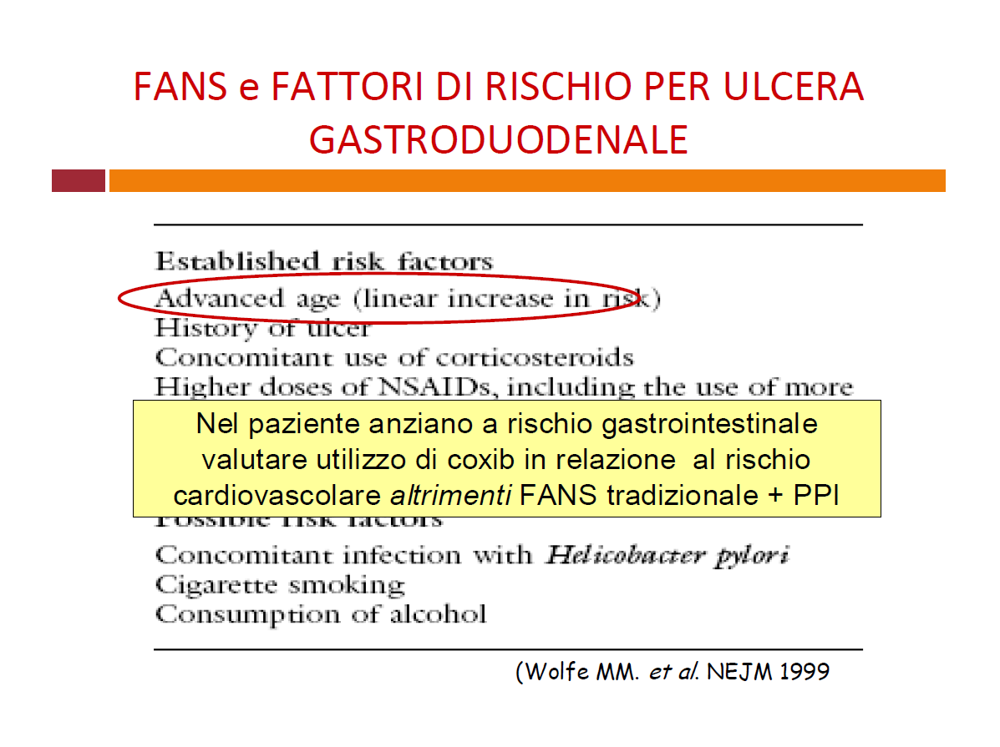 FANS e FATTORI DI RISCHIO PER ULCERA
GASTRODUODENALE
Established risk factors
Advanced age (linear increase in risk)
History of ulcer
Concomitant use of corticosteroids
Higher doses of NSAIDs, including the use of more
Nel paziente anziano a rischio gastrointestinale
valutare utilizzo di coxib in relazione al rischio
cardiovascolare altrimenti FANS tradizionale + PPI
Possible risk factors
Concomitant infection with Helicobacter pylori
Cigarette smoking
Consumption of alcohol
(Wolfe MM. et al. NEJM 1999